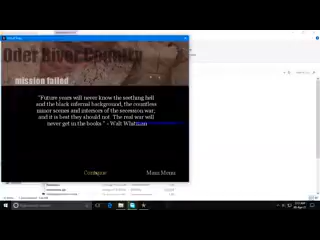 Oder River Country
mission failed
"Future years will never know the seething hell
and the black infernal background, the countless
minor scenes and interiors of the secession war;
and it is best they should not. The real war will
never get in the books." - Walt Whitman
Continue
Main Menu